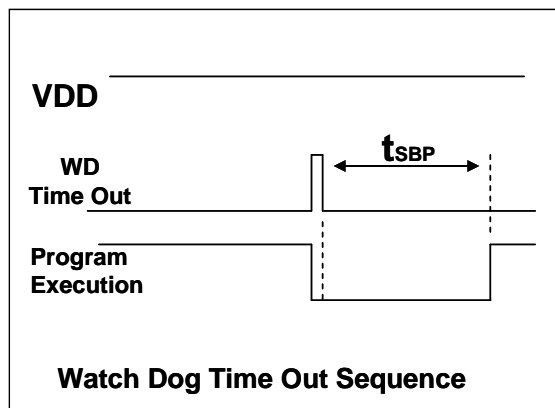 VDD
tSBP
WD
Time Out
Program
Execution
Watch Dog Time Out Sequence